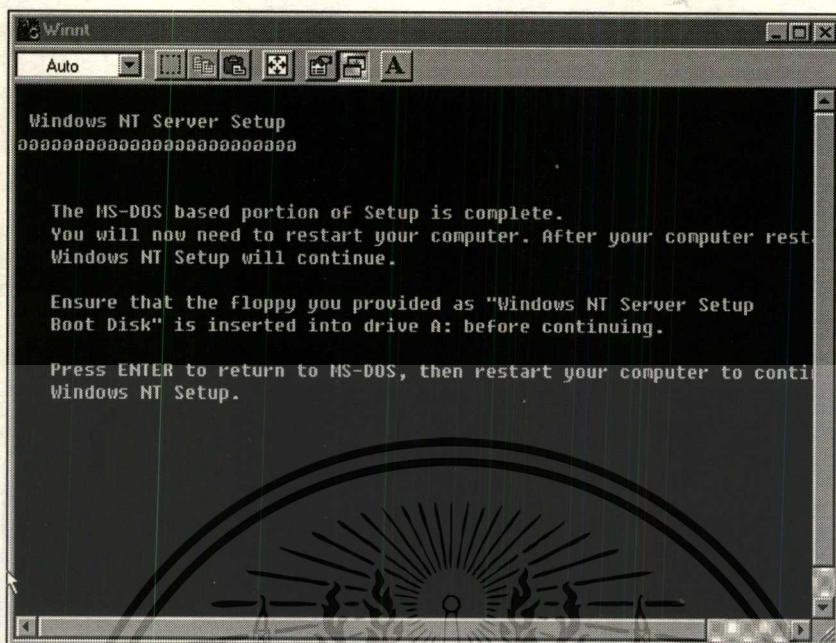 Winnt
Auto
A
Windows NT Server Setup
The MS-DOS based portion of Setup is complete.
You will now need to restart your computer. After your computer rest
Windows NT Setup will continue.
Ensure that the floppy you provided as "Windows NT Server Setup
Boot Disk" is inserted into drive A: before continuing.
Press ENTER to return to MS-DOS, then restart your computer to conti
Windows NT Setup.